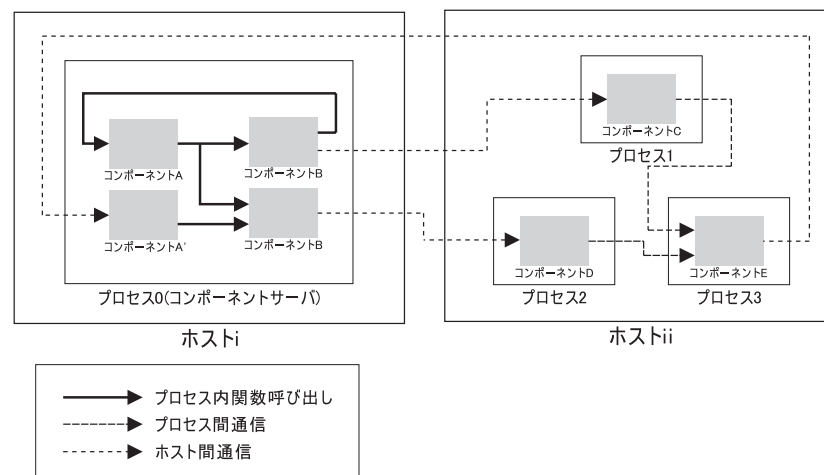 コンポーネントA
コンポーネントB
コンポーネントA'
コンポーネントB
プロセス0(コンポーネントサーバ)
ホストi
コンポーネントC
プロセス1
コンポーネントD
プロセス2
コンポーネントE
プロセス3
ホストii
プロセス内関数呼び出し
プロセス間通信
ホスト間通信